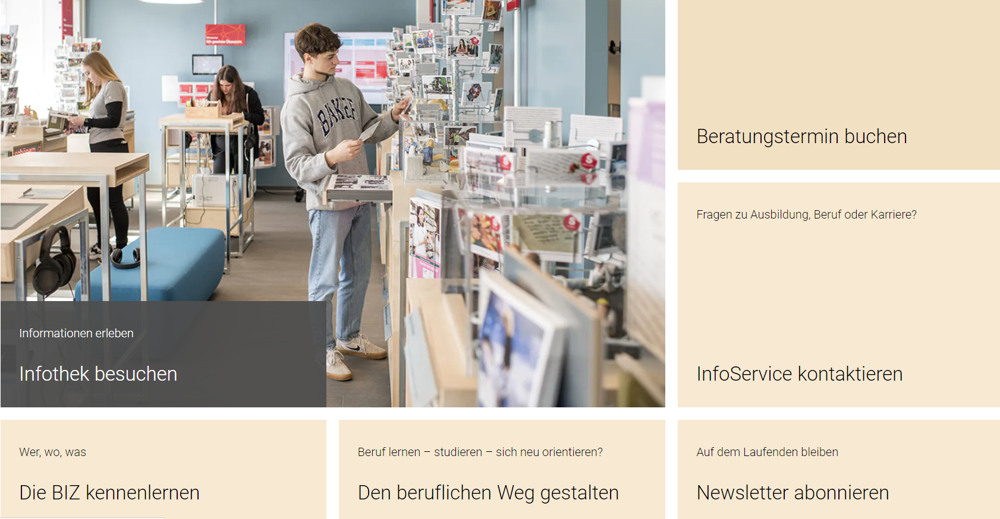 BAKER
Informationen erleben
Infothek besuchen
Beratungstermin buchen
Fragen zu Ausbildung, Beruf oder Karriere?
InfoService kontaktieren
Wer, wo, was
Die BIZ kennenlernen
Beruf lernen – studieren – sich neu orientieren?
Den beruflichen Weg gestalten
Auf dem Laufenden bleiben
Newsletter abonnieren